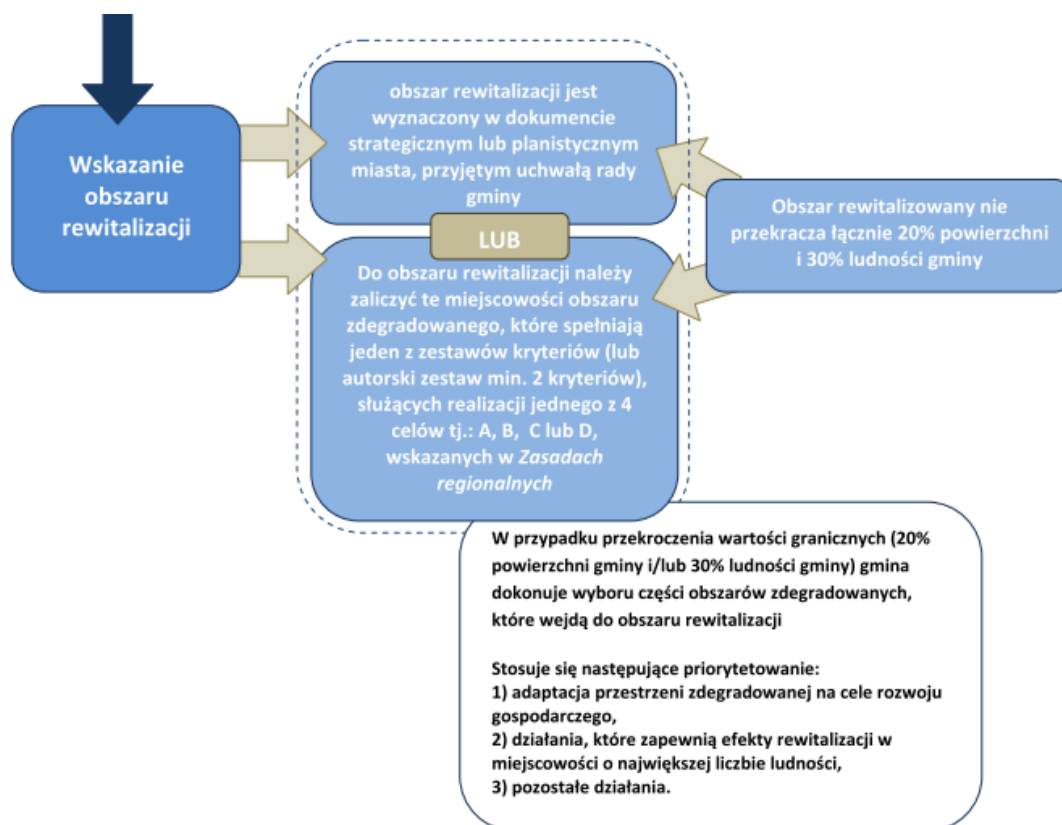 Wskazanie
obszaru
rewitalizacji
obszar rewitalizacji jest
wyznaczony w dokumencie
strategicznym lub planistycznym
miasta, przyjętym uchwałą rady
gminy
LUB
Do obszaru rewitalizacji należy
zaliczyć te miejscowości obszaru
zdegradowanego, które spełniają
jeden z zestawów kryteriów (lub
autorski zestaw min. 2 kryteriów),
służących realizacji jednego z 4
celów tj.: A, B, C lub D,
wskazanych w Zasadach
regionalnych
Obszar rewitalizowany nie
przekracza łącznie 20% powierzchni
i 30% ludności gminy
W przypadku przekroczenia wartości granicznych (20%
powierzchni gminy i/lub 30% ludności gminy) gmina
dokonuje wyboru części obszarów zdegradowanych,
które wejdą do obszaru rewitalizacji
Stosuje się następujące priorytetowanie:
1) adaptacja przestrzeni zdegradowanej na cele rozwoju
gospodarczego,
2) działania, które zapewnią efekty rewitalizacji w
miejscowości o największej liczbie ludności,
3) pozostałe działania.